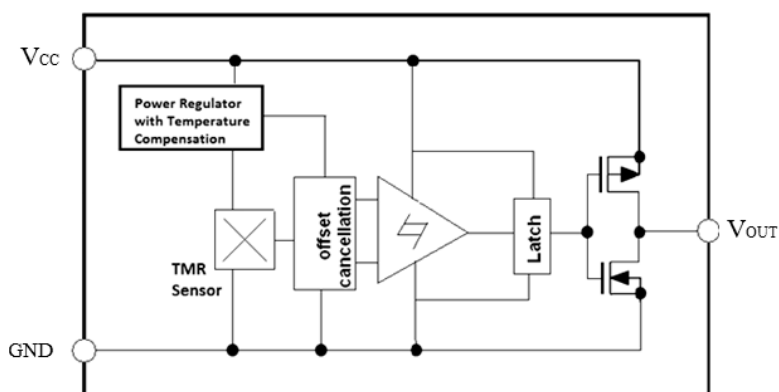 VCC
Power Regulator
with Temperature
Compensation
offset
cancellation
TMR
Sensor
Latch
VOUT
GND